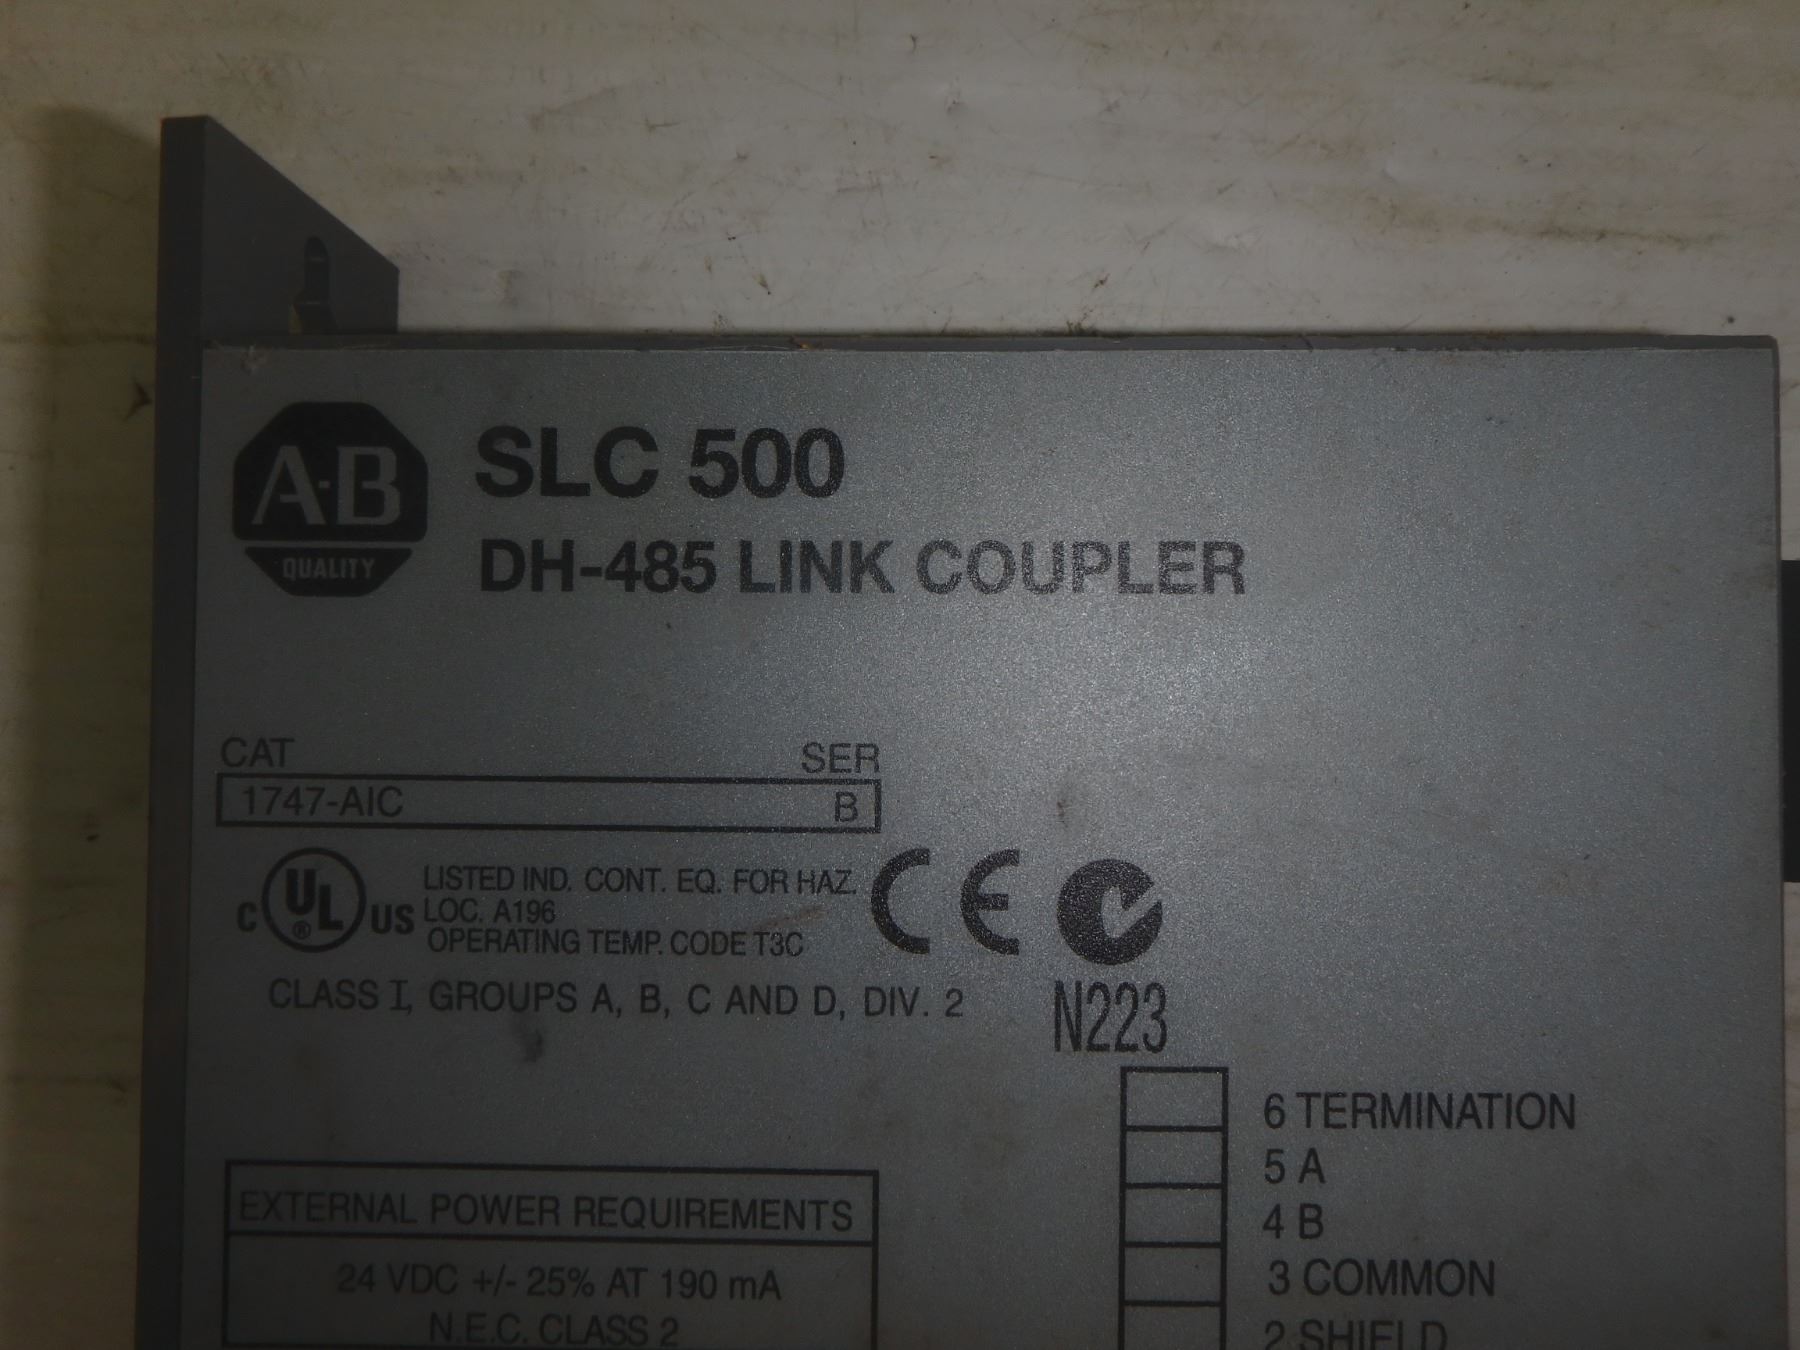 A-B
QUALITY
SLC 500
DH-485 LINK COUPLER
CAT SER
1747-AIC B
C UL ® US
LISTED IND. CONT. EQ. FOR HAZ.
LOC. A196
OPERATING TEMP. CODE T3C
CE
N223
CLASS I, GROUPS A, B, C AND D, DIV. 2
6 TERMINATION
5 A
4 B
3 COMMON
2 SHIELD
EXTERNAL POWER REQUIREMENTS
24 VDC +/- 25% AT 190 mA
N.E.C. CLASS 2